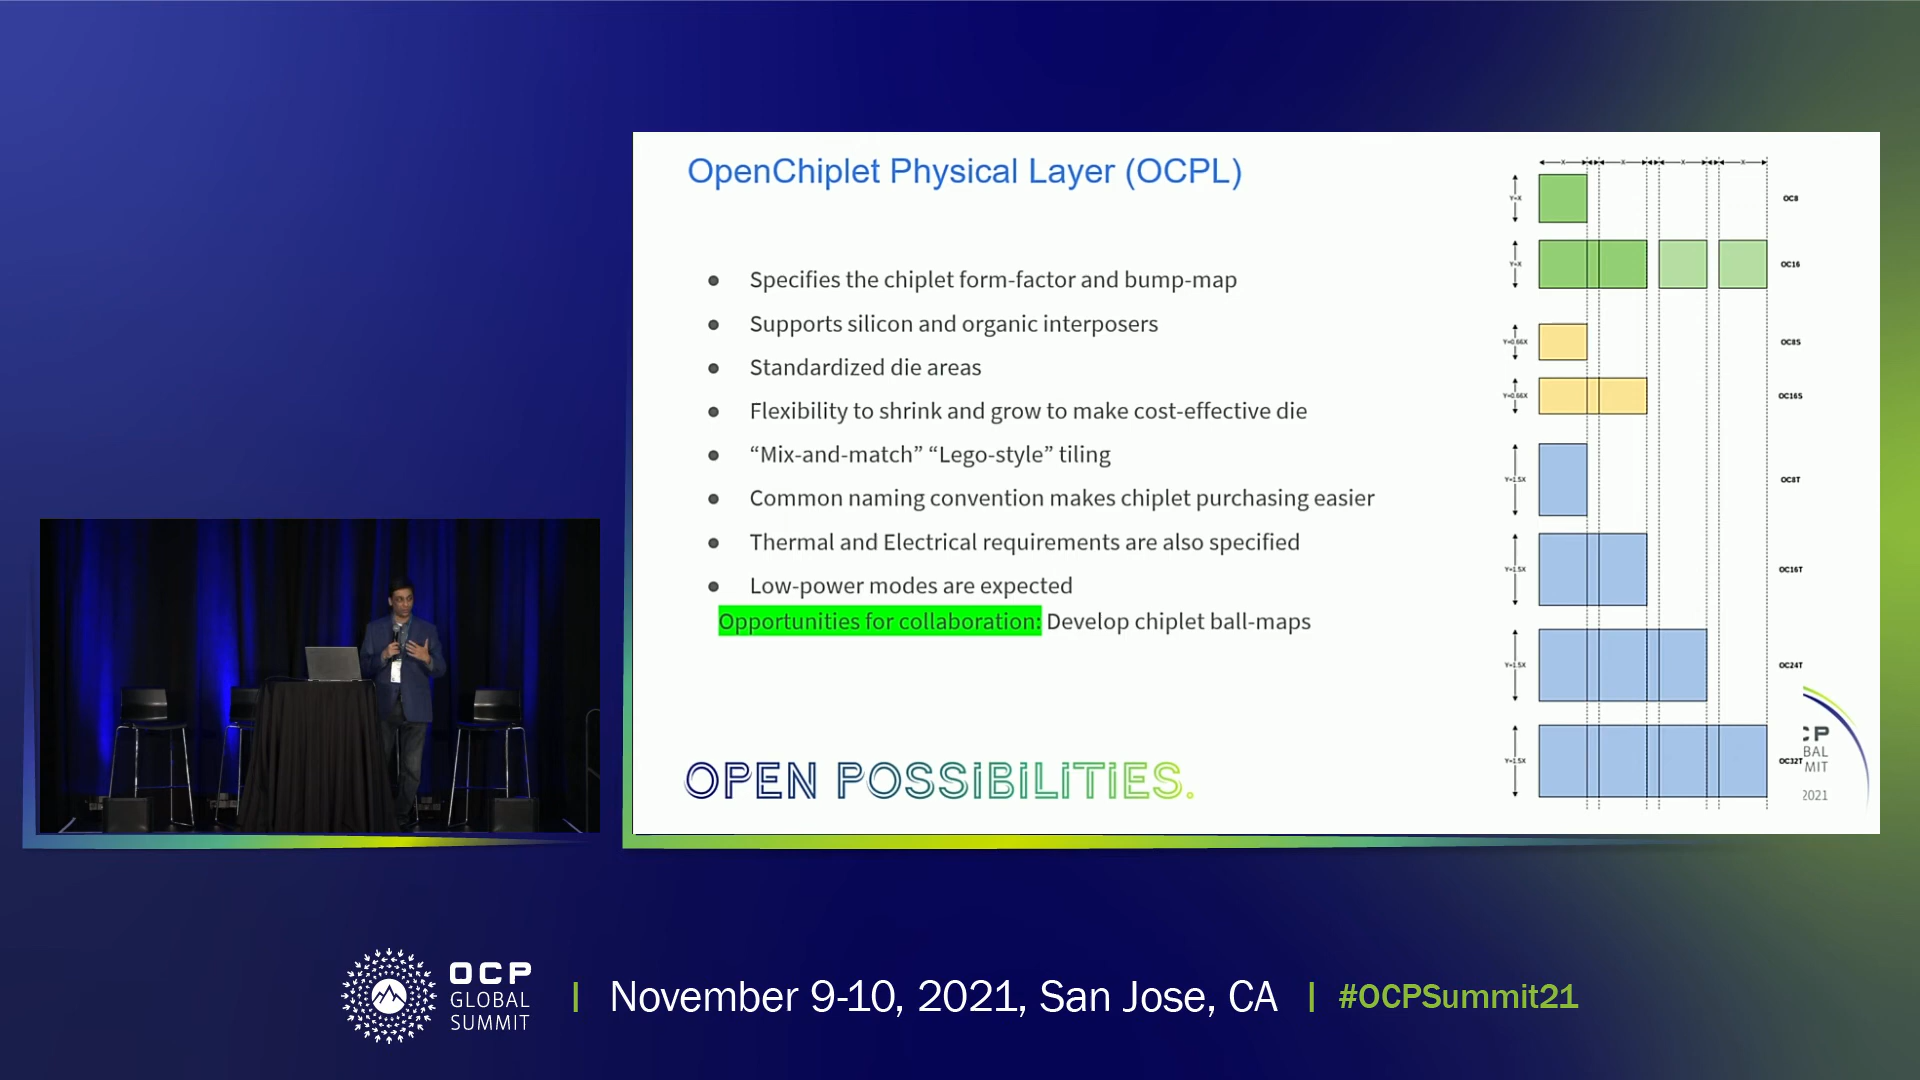 OpenChiplet Physical Layer (OCPL)
● Specifies the chiplet form-factor and bump-map
● Supports silicon and organic interposers
● Standardized die areas
● Flexibility to shrink and grow to make cost-effective die
● “Mix-and-match” “Lego-style” tiling
● Common naming convention makes chiplet purchasing easier
● Thermal and Electrical requirements are also specified
● Low-power modes are expected
Opportunities for collaboration: Develop chiplet ball-maps
OPEN POSSIBILITIES.
X X X X
Y=X OC8
Y=X OC16
Y=0.66X OC8S
Y=0.66X OC16S
Y=1.5X OC8T
Y=1.5X OC16T
Y=1.5X OC24T
Y=1.5X OC32T
CP
BAL
MIT
2021
OCP
GLOBAL
SUMMIT
November 9-10, 2021, San Jose, CA
#OCPSummit21